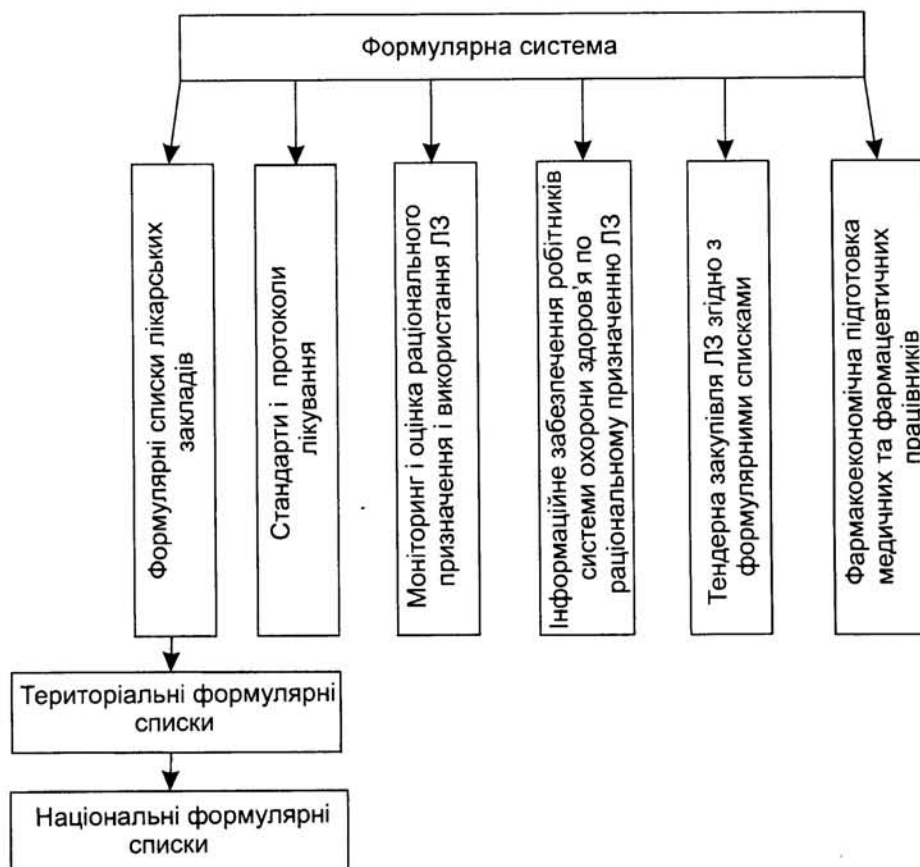 Формулярна система
Формулярні списки лікарських
закладів
Стандарти і протоколи
лікування
Моніторинг і оцінка раціонального
призначення і використання ЛЗ
Інформаційне забезпечення робітників
системи охорони здоров'я по
раціональному призначенню ЛЗ
Тендерна закупівля ЛЗ згідно з
формулярними списками
Фармакоекономічна підготовка
медичних та фармацевтичних
працівників
Територіальні формулярні
списки
Національні формулярні
списки